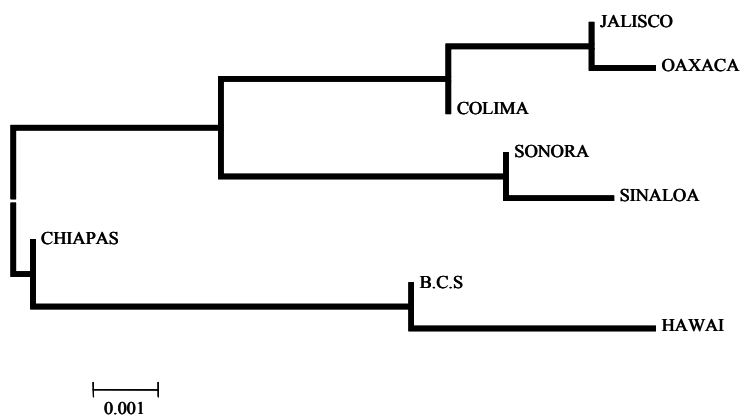 JALISCO
OAXACA
COLIMA
SONORA
SINALOA
CHIAPAS
B.C.S
HAWAI
0.001